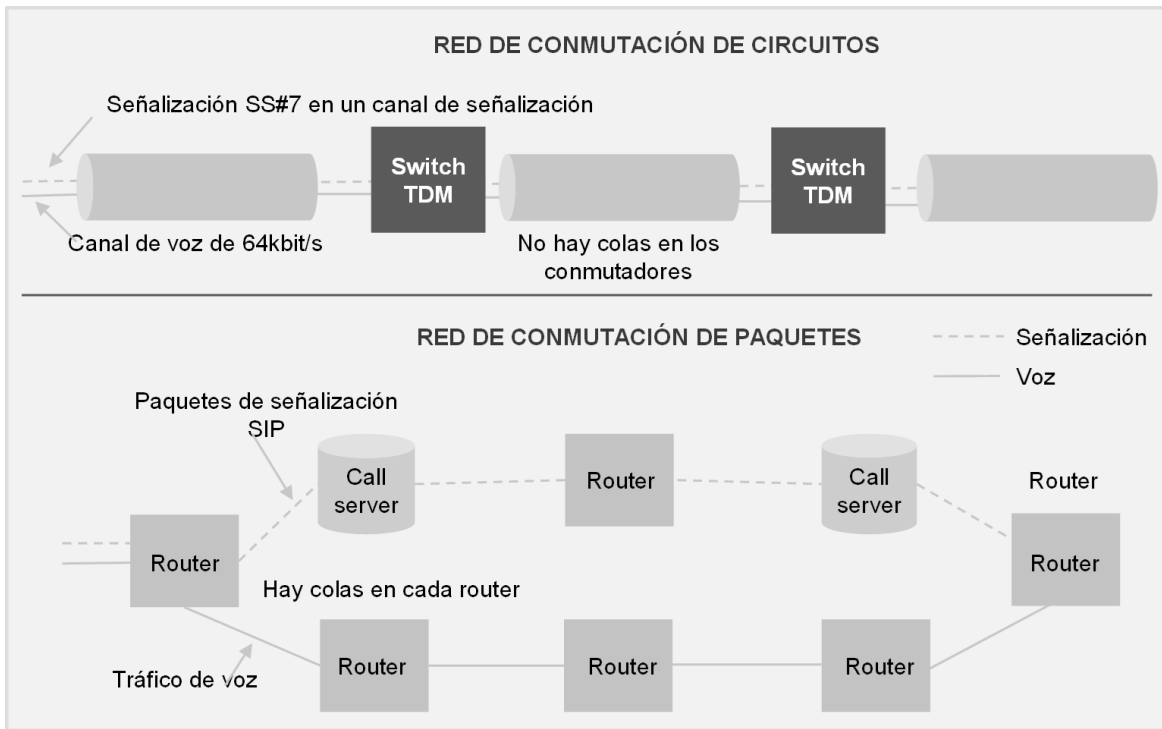 RED DE CONMUTACIÓN DE CIRCUITOS
Señalización SS#7 en un canal de señalización
Switch
TDM
Switch
TDM
Canal de voz de 64kbit/s
No hay colas en los
conmutadores
RED DE CONMUTACIÓN DE PAQUETES
Señalización
Voz
Paquetes de señalización
SIP
Call
server
Router
Call
server
Router
Router
Router
Hay colas en cada router
Router
Router
Router
Tráfico de voz